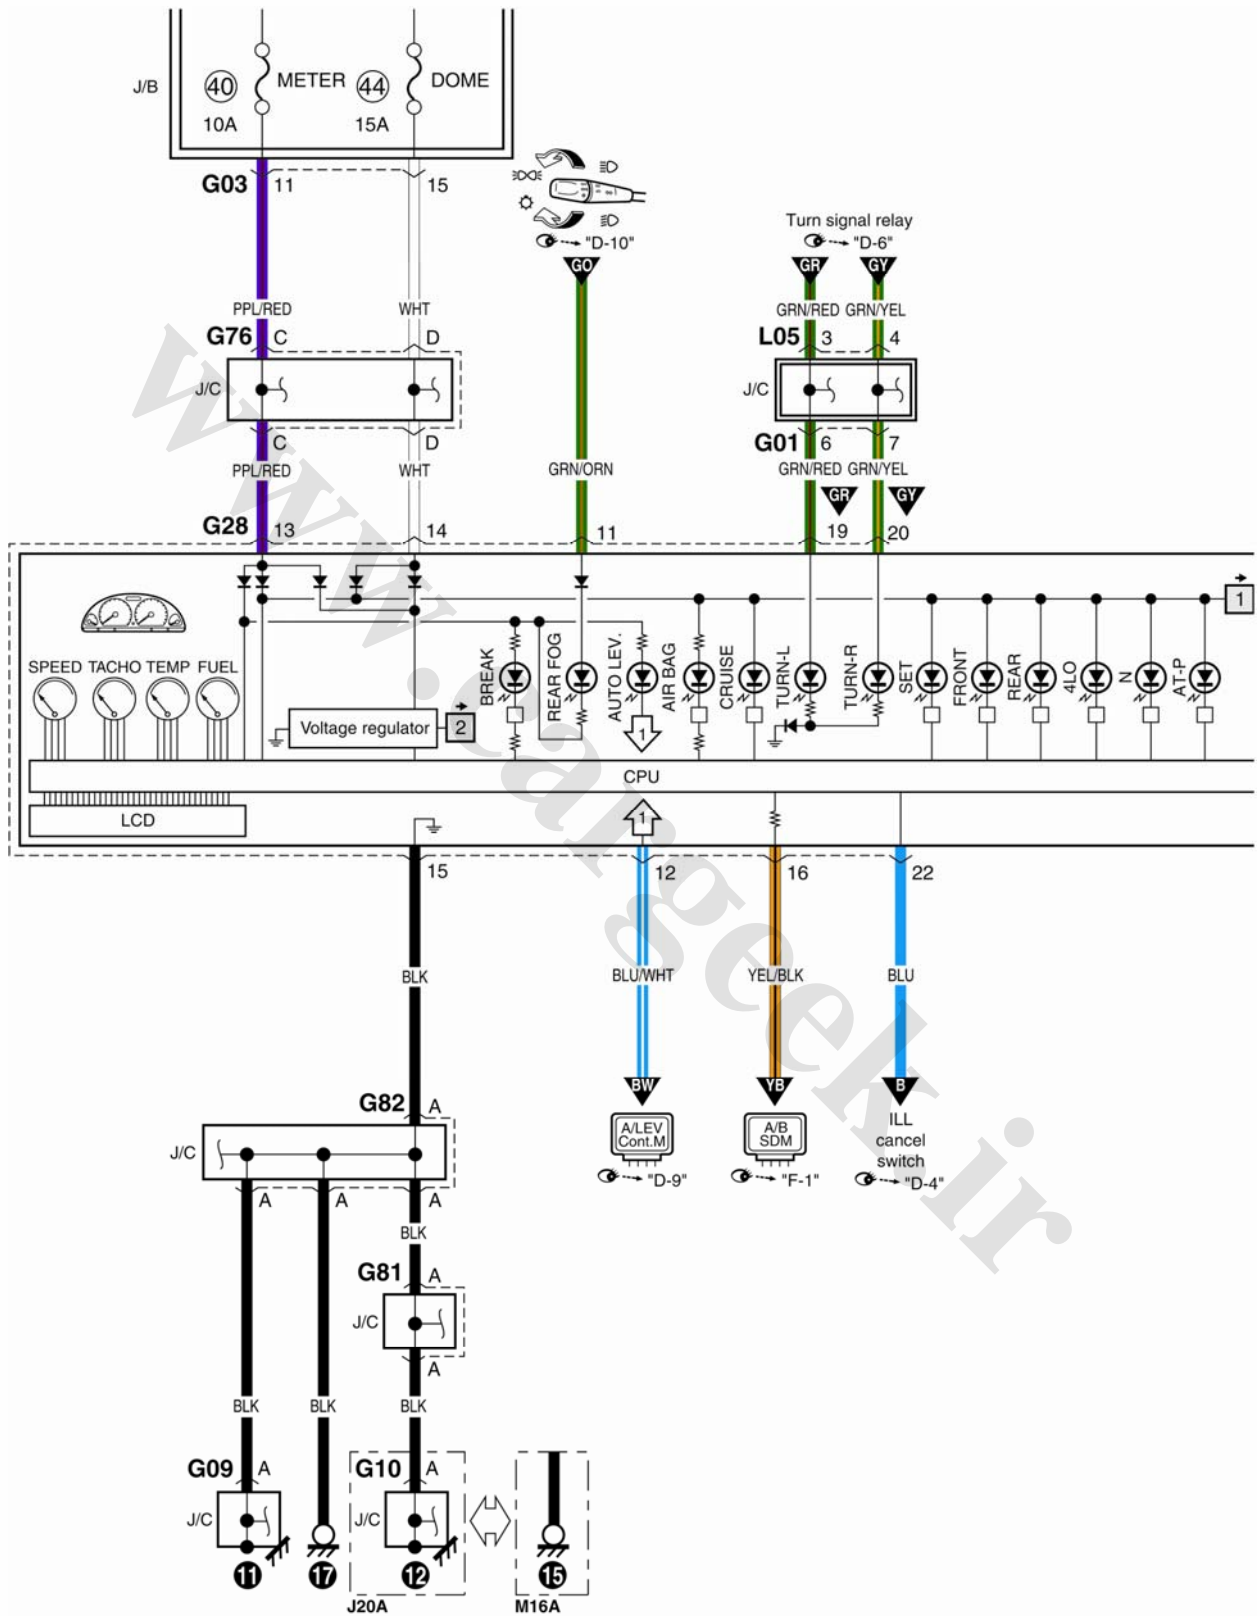 J/B
40
METER
44
DOME
10A
15A
G03
11
15
"D-10"
GO
Turn signal relay
"D-6"
GR
GY
PPL/RED
WHT
GRN/RED
GRN/YEL
G76
C
D
L05
3
4
J/C
J/C
C
D
G01
6
7
PPL/RED
WHT
GRN/ORN
GRN/RED
GRN/YEL
GR
GY
G28
13
14
11
19
20
1
SPEED
TACHO
TEMP
FUEL
BREAK
REAR FOG
AUTO LEV.
AIR BAG
CRUISE
TURN-L
TURN-R
SET
FRONT
REAR
4LO
N
AT-P
Voltage regulator
2
1
CPU
LCD
1
15
12
16
22
BLK
BLU/WHT
YEL/BLK
BLU
BW
YB
B
G82
A
A/LEV
Cont.M
A/B
SDM
ILL
cancel
switch
J/C
"D-9"
"F-1"
"D-4"
A
A
A
BLK
G81
A
J/C
A
BLK
BLK
BLK
G09
A
G10
A
J/C
J/C
11
17
12
15
J20A
M16A
www.cargeek.ir